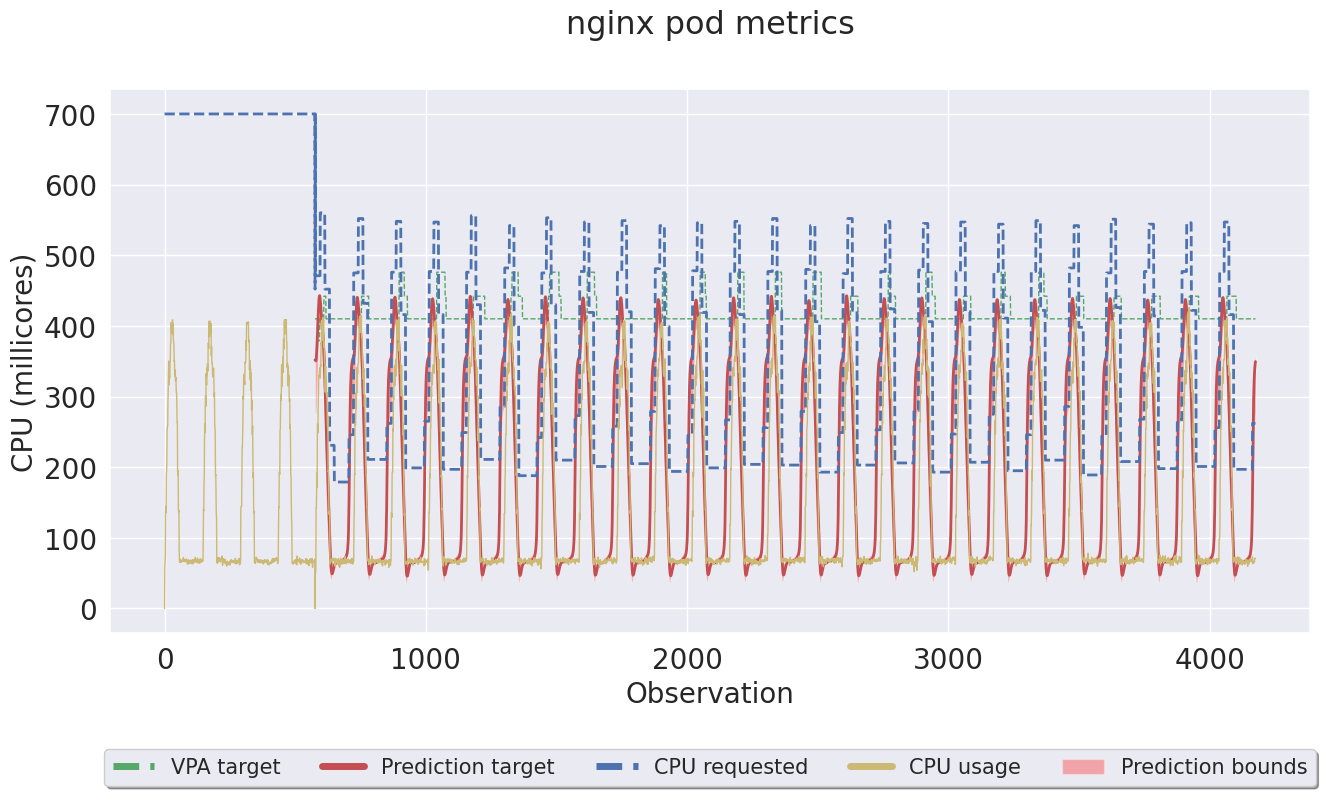 nginx pod metrics
CPU (millicores)
700
600
500
400
300
200
100
0
0 1000 2000 3000 4000
Observation
VPA target Prediction target CPU requested CPU usage Prediction bounds